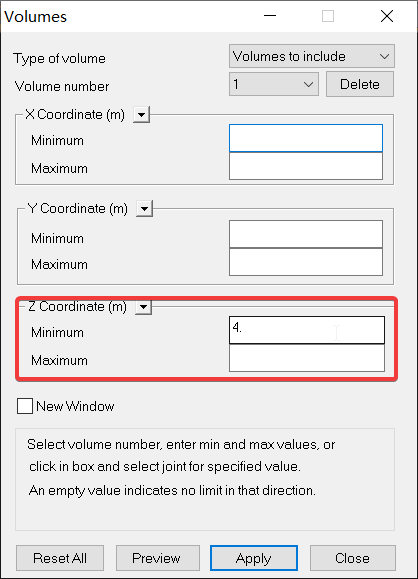 Volumes
Type of volume Volumes to include
Volume number 1 Delete
X Coordinate (m)
Minimum
Maximum
Y Coordinate (m)
Minimum
Maximum
Z Coordinate (m)
Minimum 4.
Maximum
New Window
Select volume number, enter min and max values, or
click in box and select joint for specified value.
An empty value indicates no limit in that direction.
Reset All Preview Apply Close